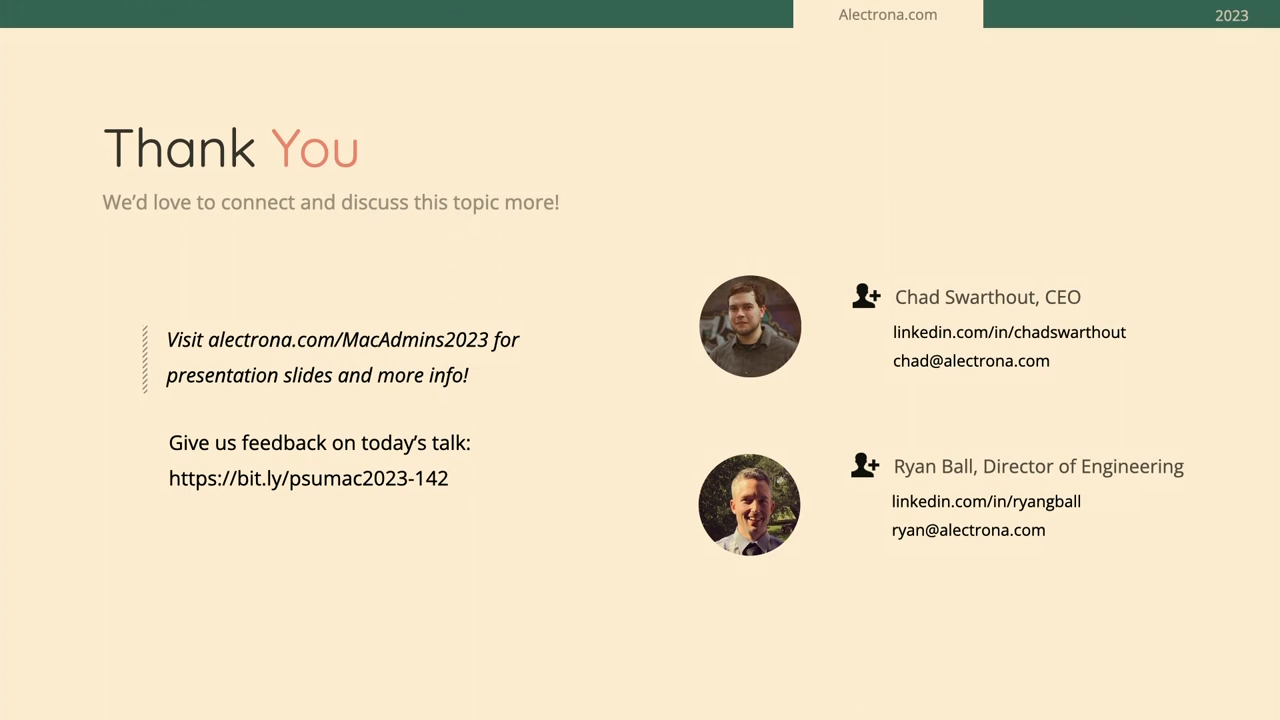 Alectrona.com
2023
Thank You
We’d love to connect and discuss this topic more!
Visit alectrona.com/MacAdmins2023 for
presentation slides and more info!
Give us feedback on today’s talk:
https://bit.ly/psumac2023-142
Chad Swarthout, CEO
linkedin.com/in/chadswarthout
chad@alectrona.com
Ryan Ball, Director of Engineering
linkedin.com/in/ryangball
ryan@alectrona.com